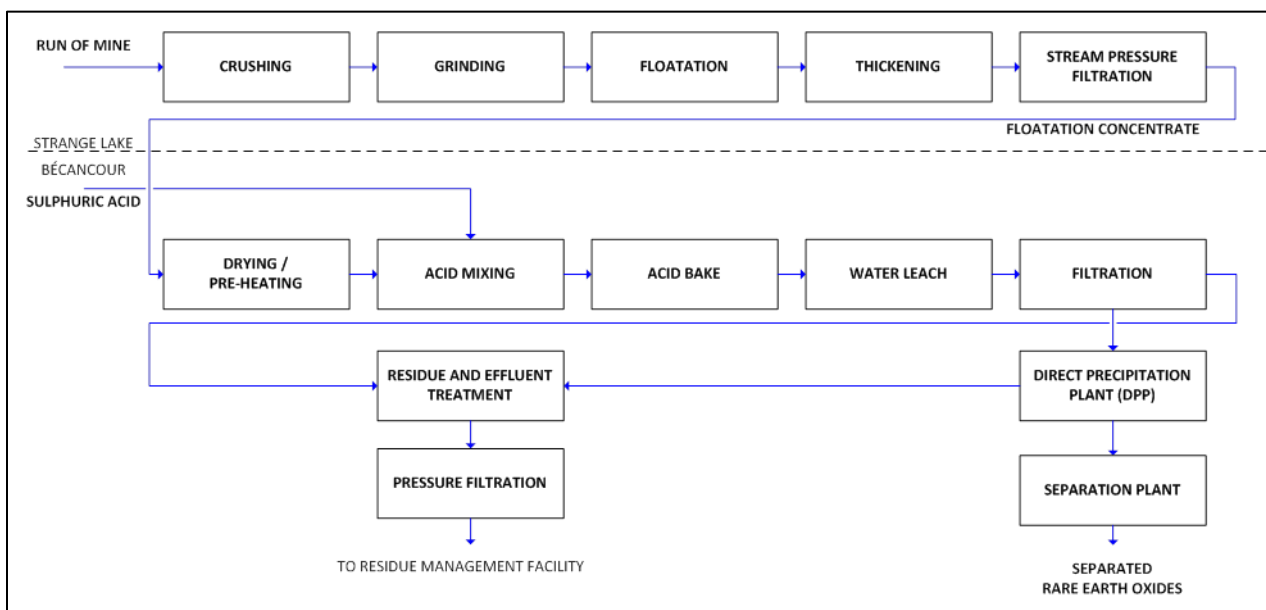 RUN OF MINE
CRUSHING
GRINDING
FLOATATION
THICKENING
STREAM PRESSURE
FILTRATION
FLOATATION CONCENTRATE
STRANGE LAKE
BÉCANCOUR
SULPHURIC ACID
DRYING /
PRE-HEATING
ACID MIXING
ACID BAKE
WATER LEACH
FILTRATION
RESIDUE AND EFFLUENT
TREATMENT
DIRECT PRECIPITATION
PLANT (DPP)
PRESSURE FILTRATION
SEPARATION PLANT
TO RESIDUE MANAGEMENT FACILITY
SEPARATED
RARE EARTH OXIDES